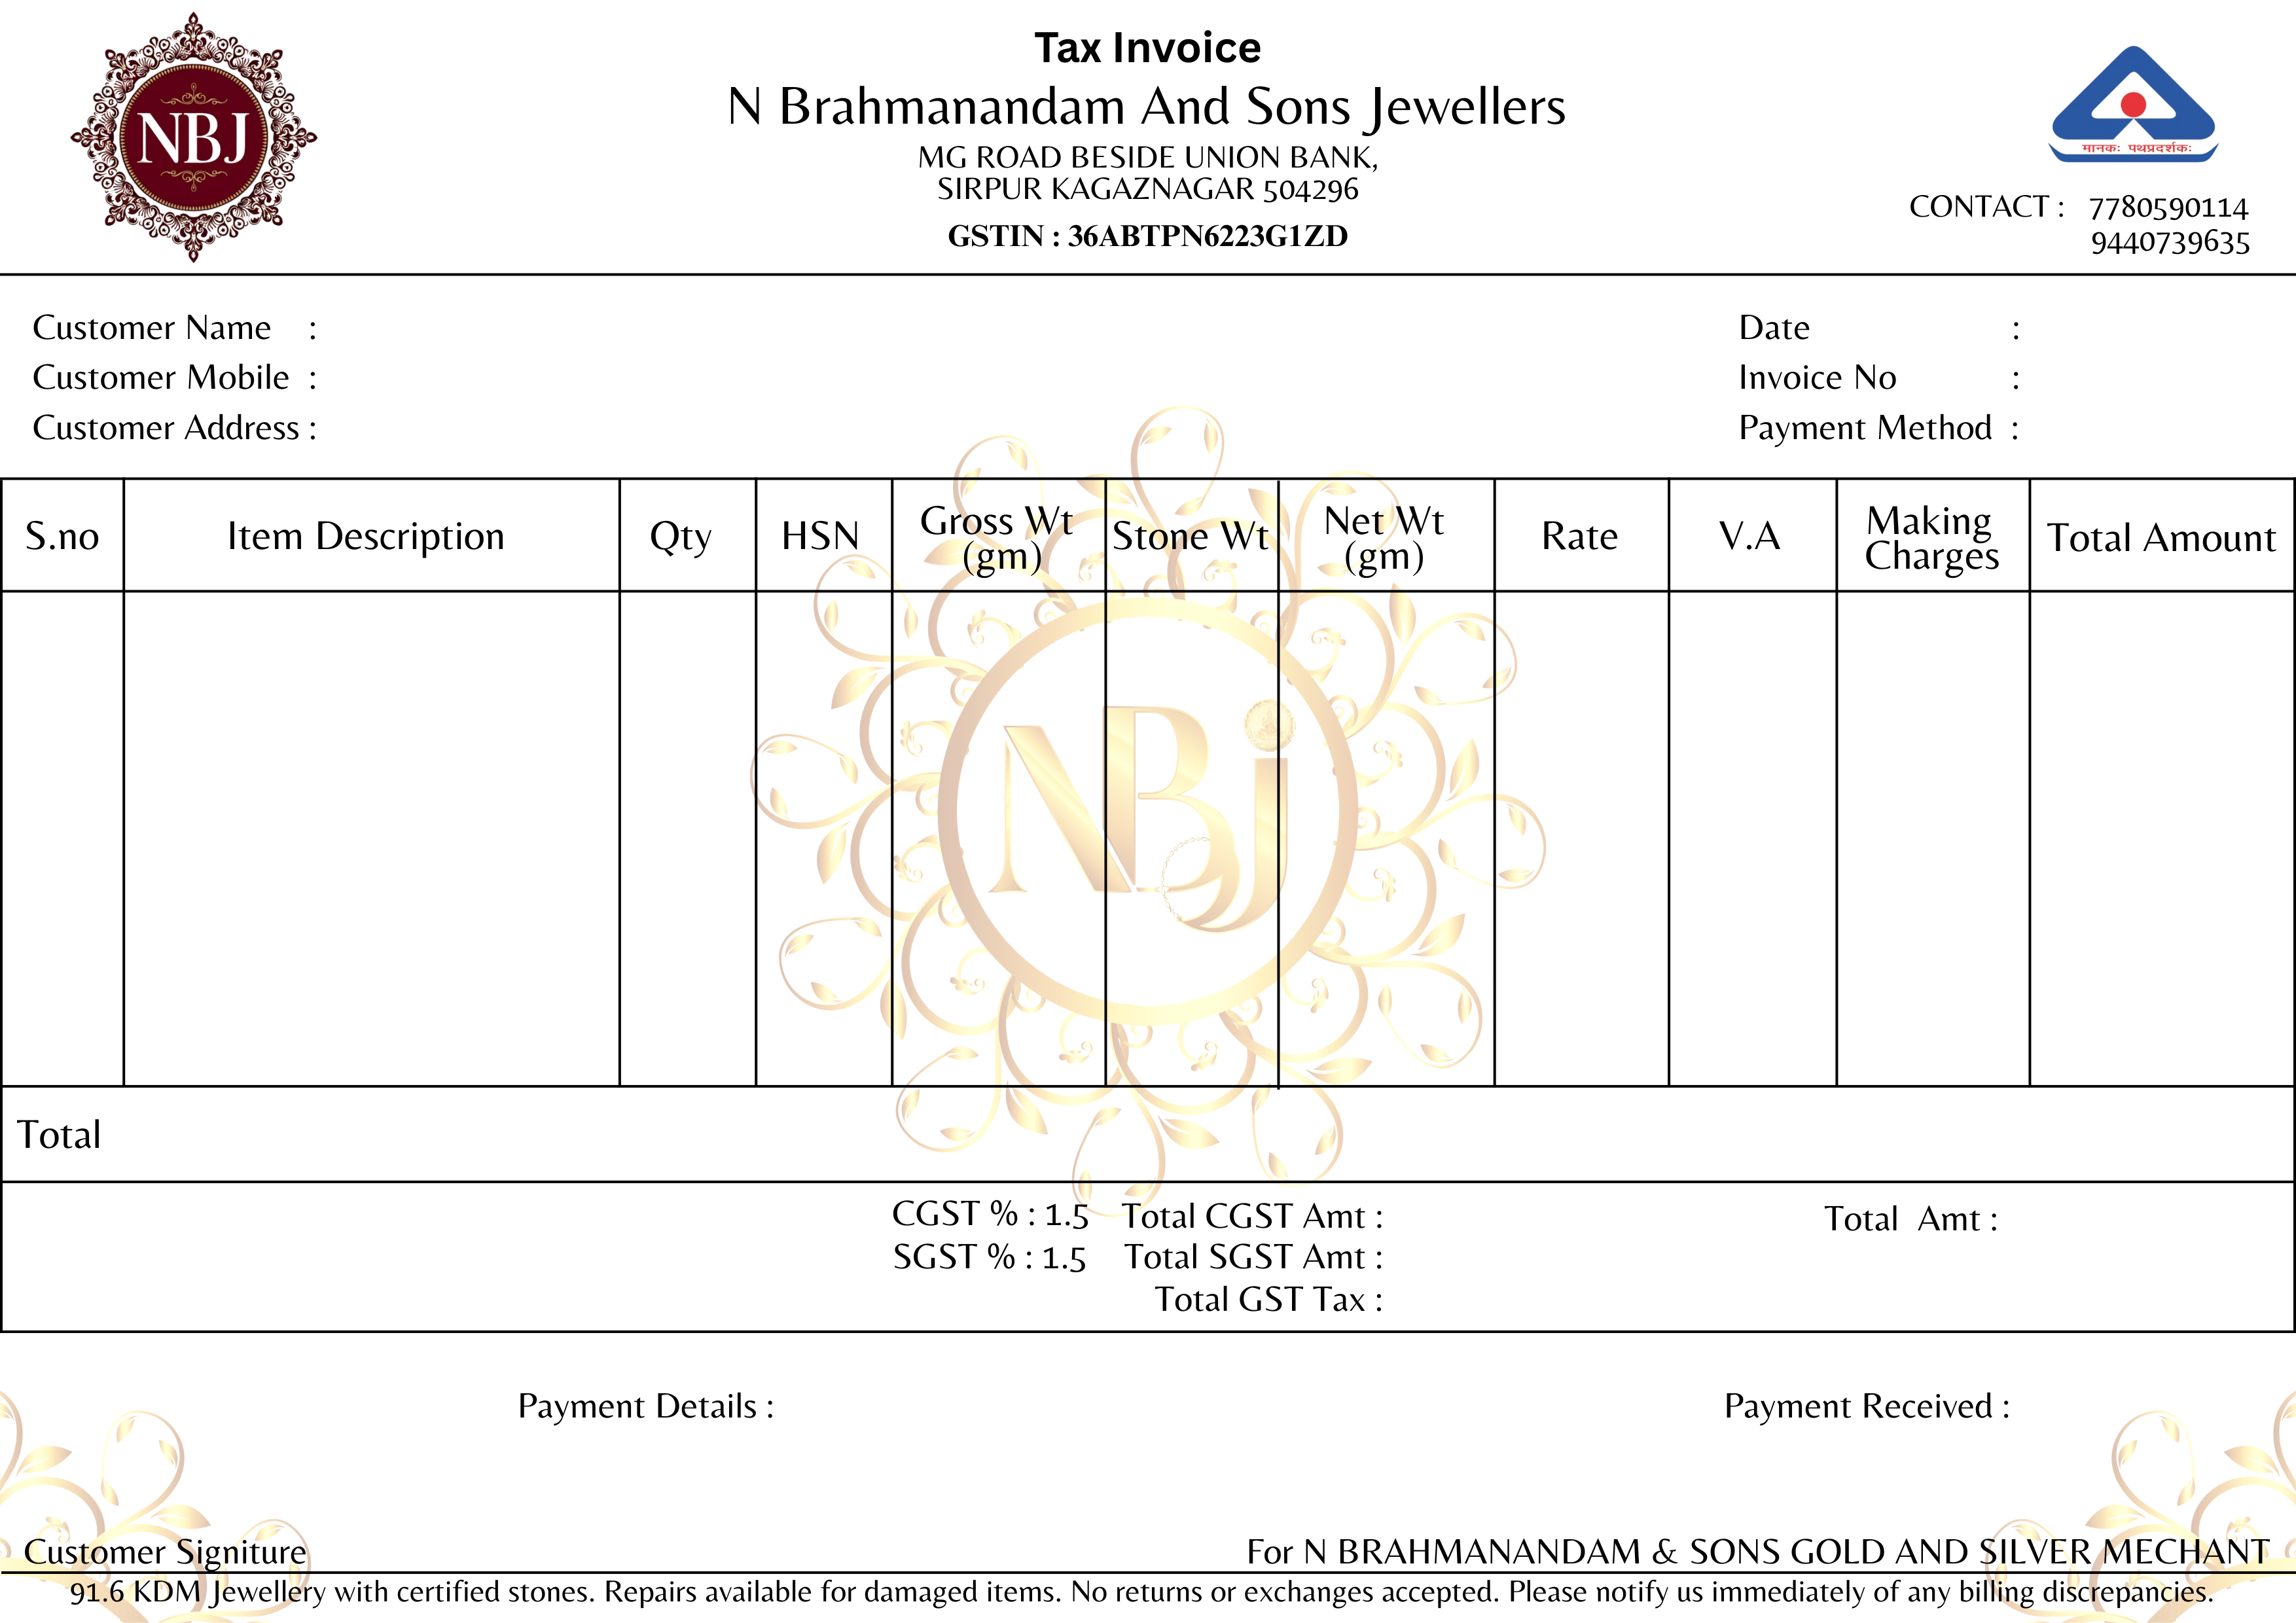 NBJ
Tax Invoice
N Brahmanandam And Sons Jewellers
MG ROAD BESIDE UNION BANK,
SIRPUR KAGAZNAGAR 504296
GSTIN : 36ABTPN6223G1ZD
मानकः पथप्रदर्शकः
CONTACT : 7780590114
9440739635
Customer Name :
Customer Mobile :
Customer Address :
Date :
Invoice No :
Payment Method :
S.no Item Description Qty HSN Gross Wt (gm) Stone Wt Net Wt (gm) Rate V.A Making Charges Total Amount
NBJ
Total
CGST % : 1.5 Total CGST Amt : Total Amt :
SGST % : 1.5 Total SGST Amt :
Total GST Tax :
Payment Details : Payment Received :
Customer Signiture For N BRAHMANANDAM & SONS GOLD AND SILVER MECHANT
91.6 KDM Jewellery with certified stones. Repairs available for damaged items. No returns or exchanges accepted. Please notify us immediately of any billing discrepancies.